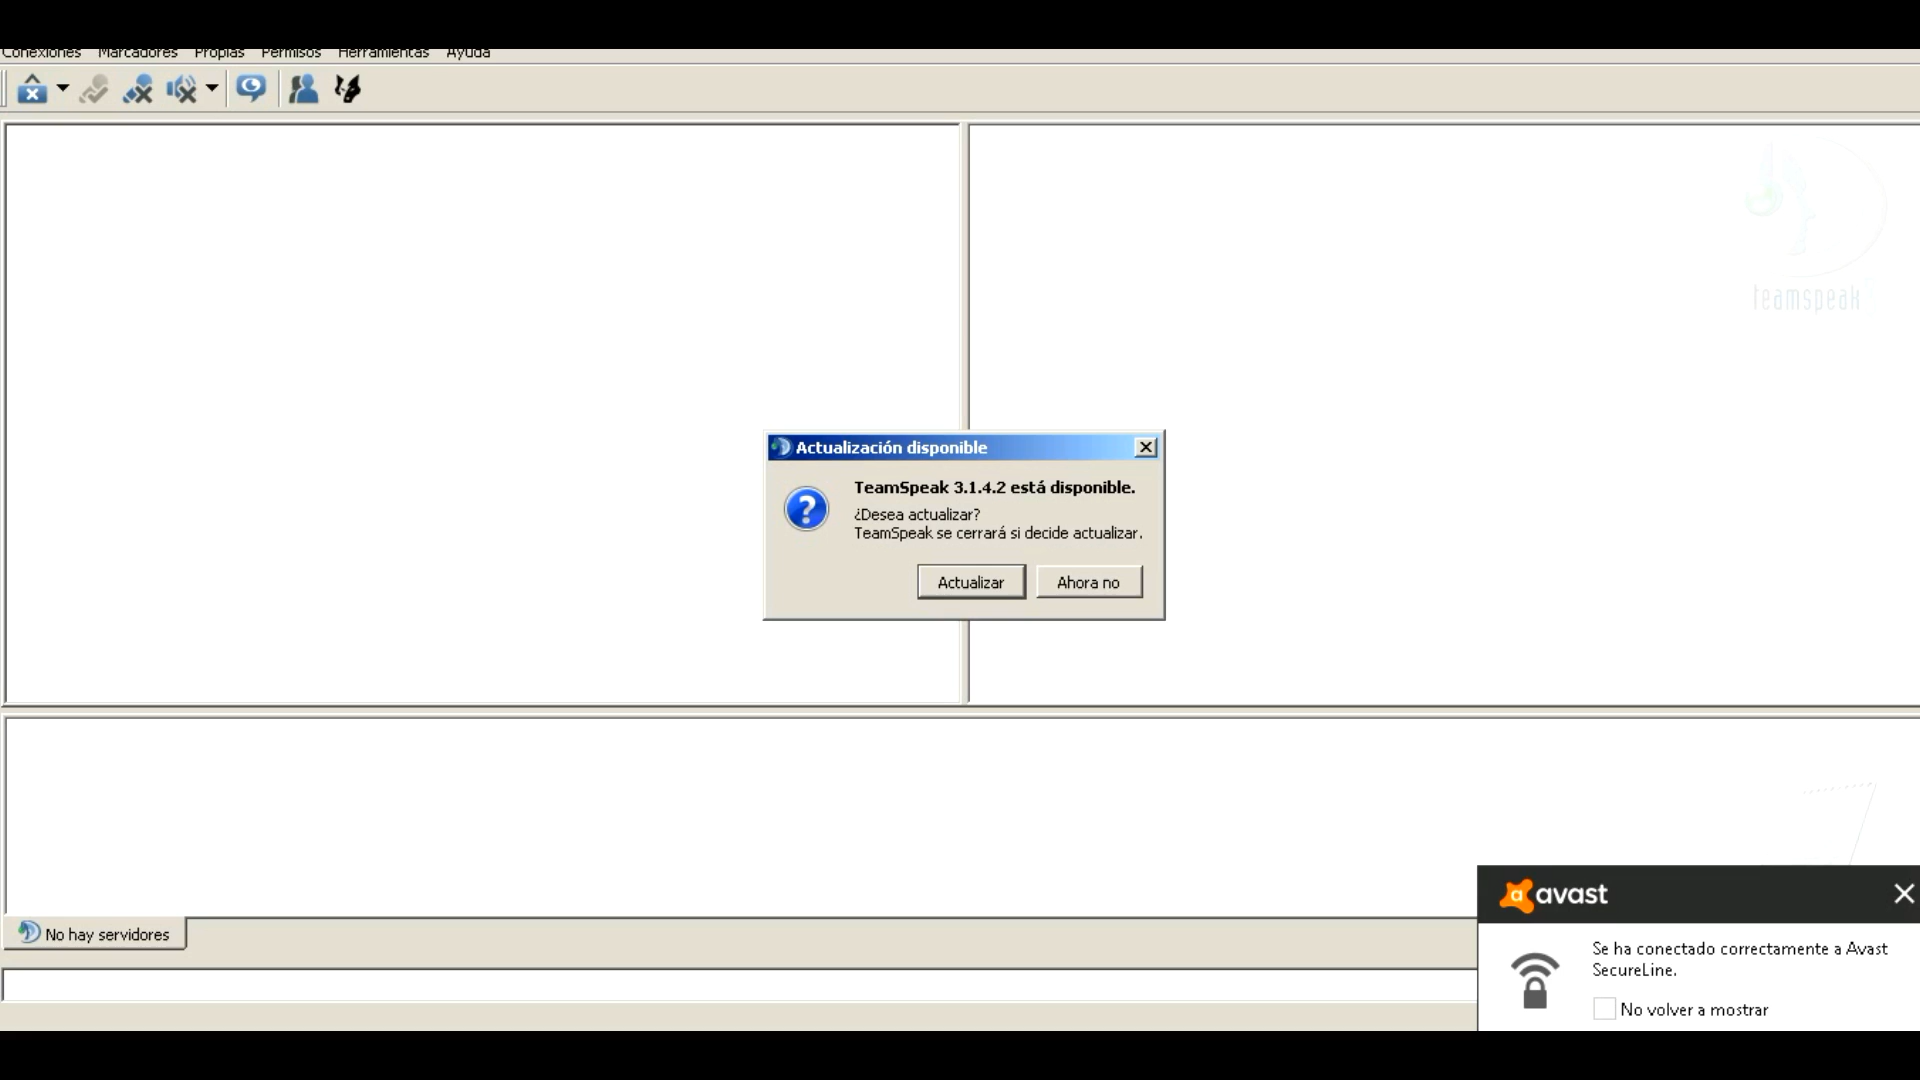 Conexiones Marcadores Propias Permisos Herramientas Ayuda
teamspeak
Actualización disponible
TeamSpeak 3.1.4.2 está disponible.
¿Desea actualizar?
TeamSpeak se cerrará si decide actualizar.
Actualizar Ahora no
No hay servidores
avast
Se ha conectado correctamente a Avast
SecureLine.
No volver a mostrar